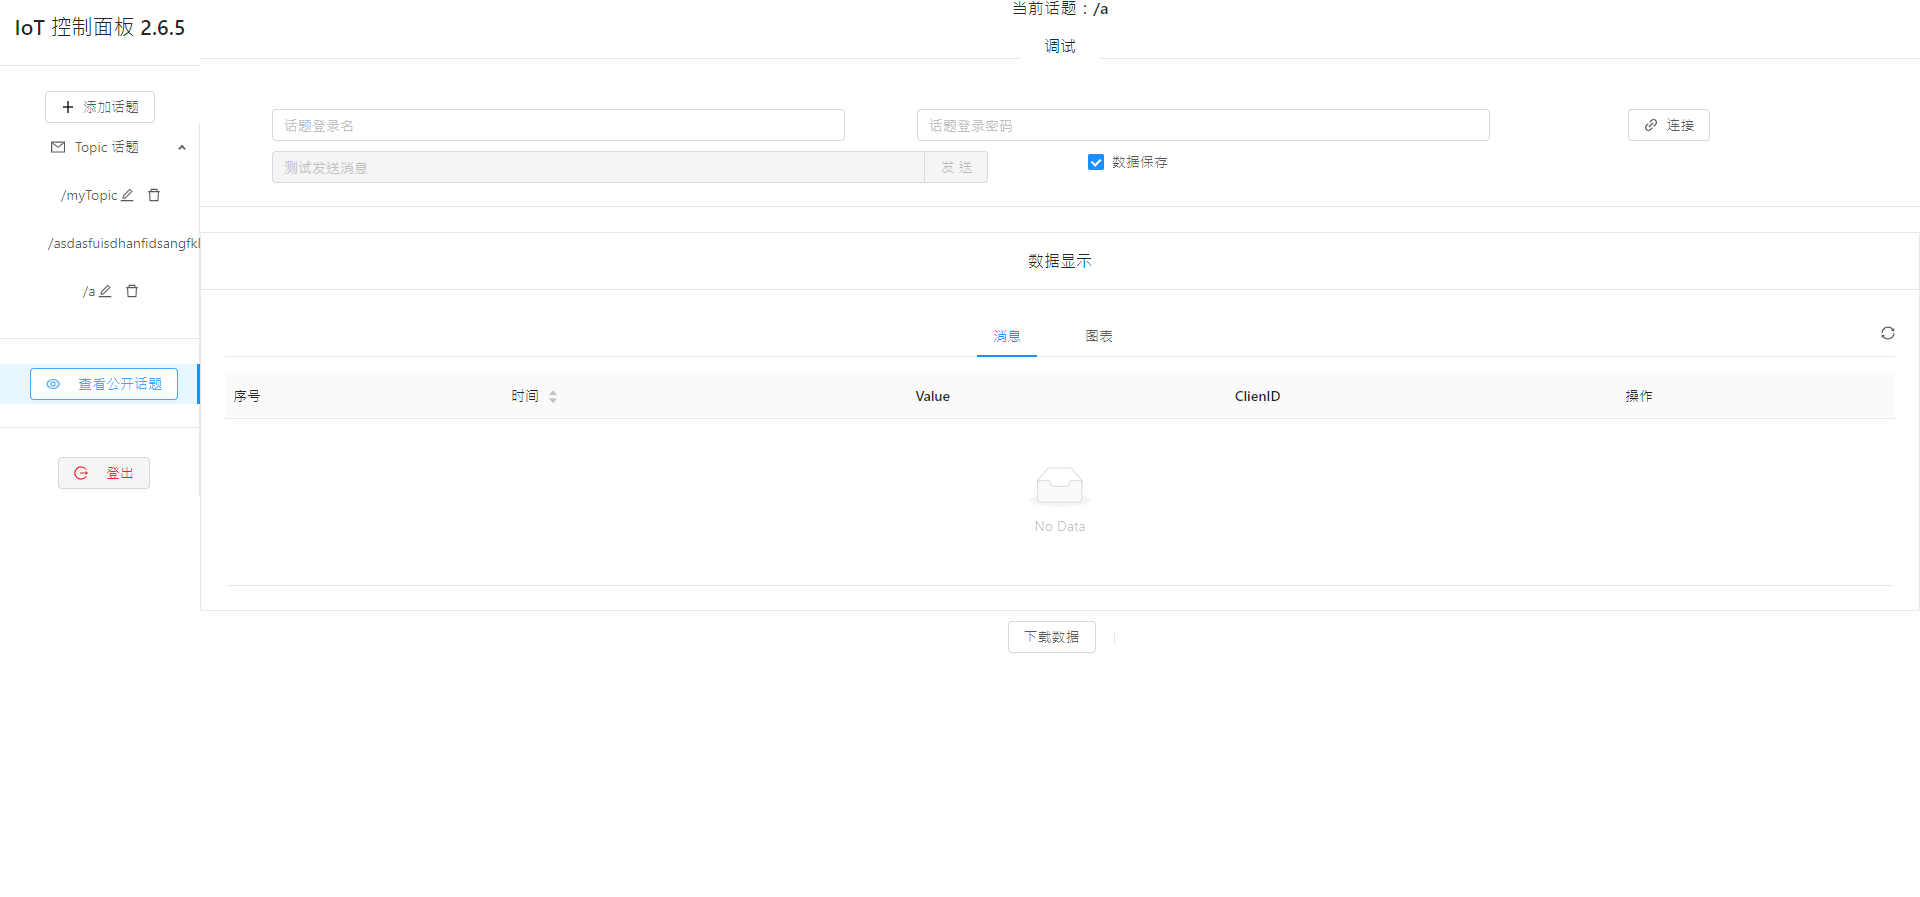 IoT 控制面板 2.6.5
添加话题
Topic 话题
/myTopic
/asdasfuisdhanfidsangfkl
/a
查看公开话题
登出
当前话题：/a
调试
话题登录名
话题登录密码
连接
测试发送消息
发 送
数据保存
数据显示
消息 图表
序号 时间 Value ClienID 操作
No Data
下载数据